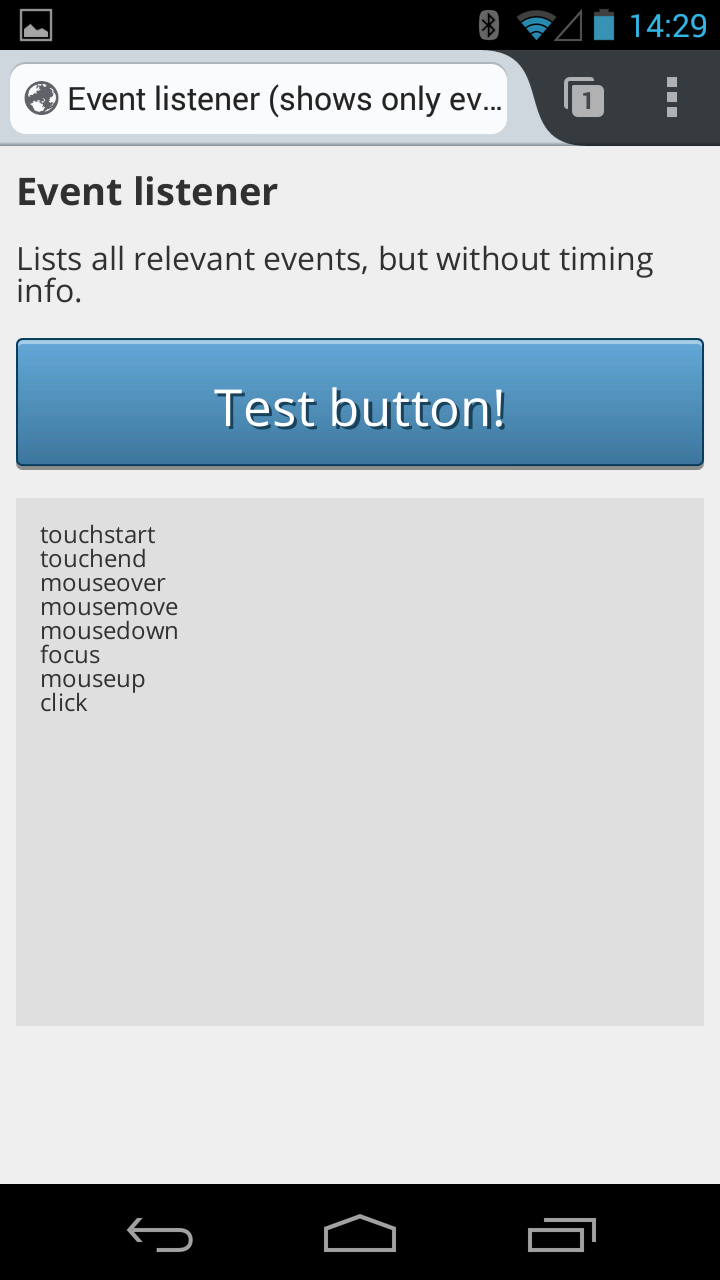 14:29
Event listener (shows only ev...
1
Event listener
Lists all relevant events, but without timing
info.
Test button!
touchstart
touchend
mouseover
mousemove
mousedown
focus
mouseup
click